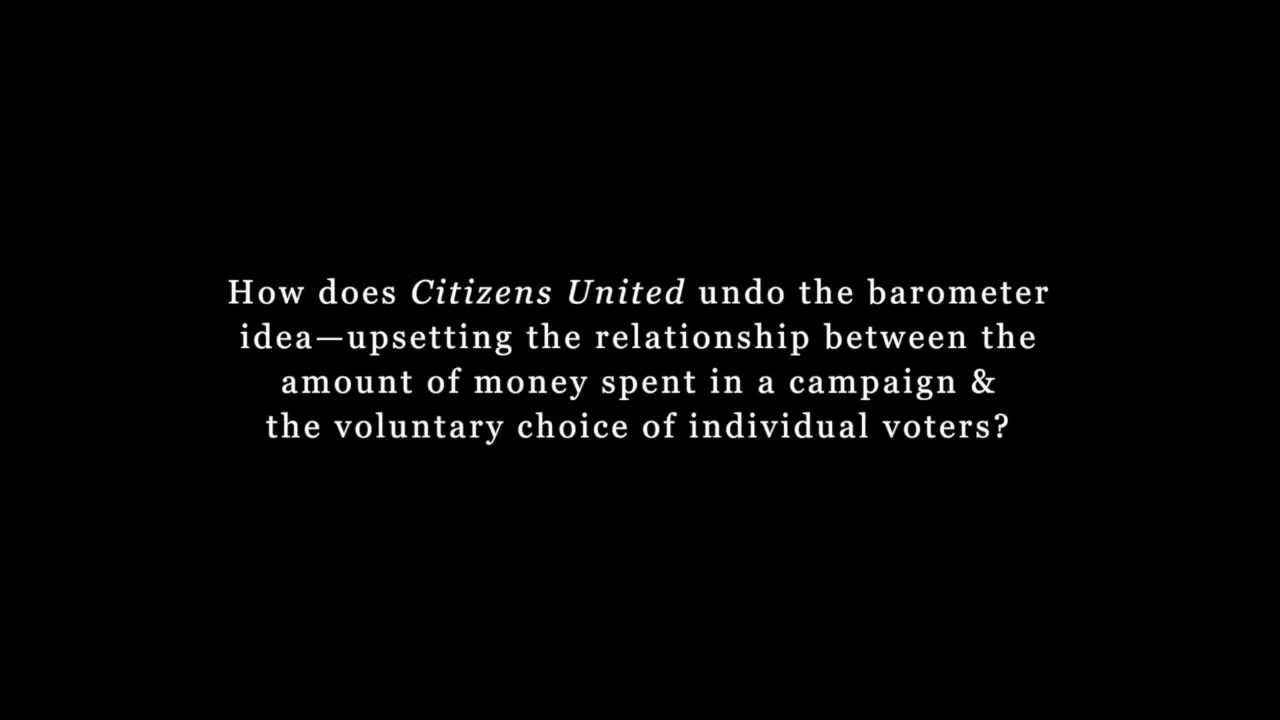 How does Citizens United undo the barometer
idea—upsetting the relationship between the
amount of money spent in a campaign &
the voluntary choice of individual voters?